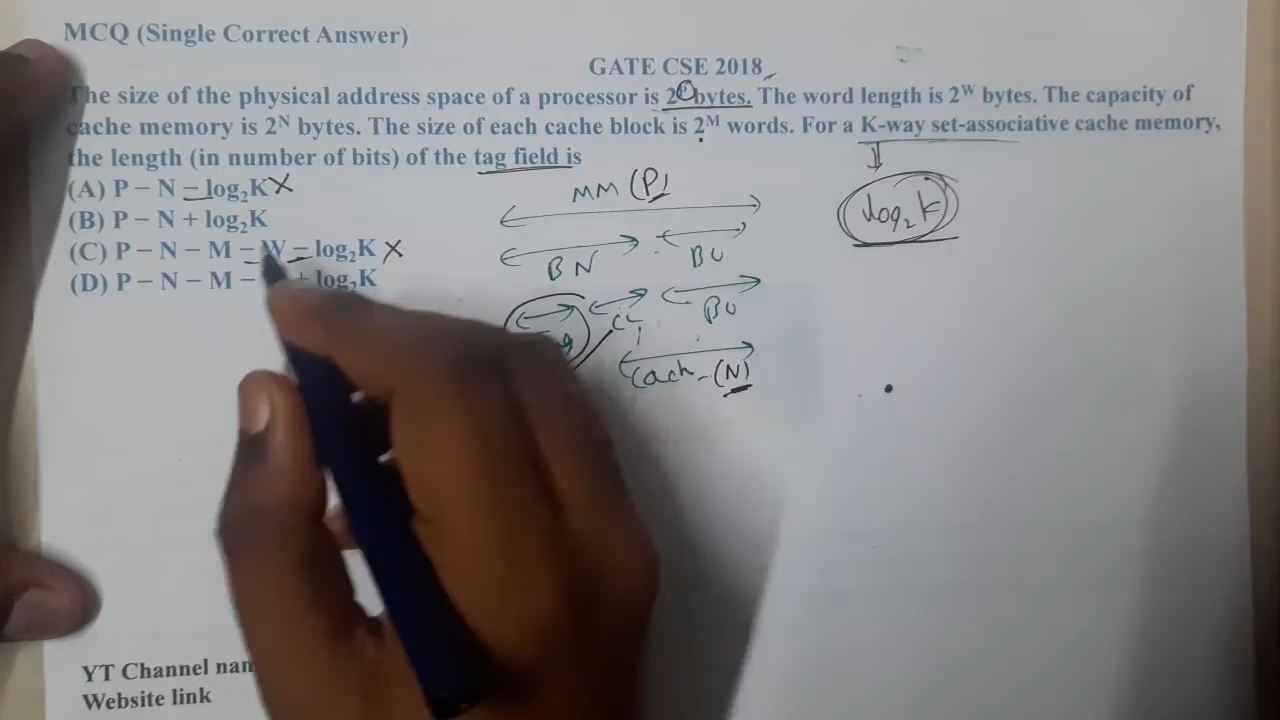 MCQ (Single Correct Answer)
GATE CSE 2018
The size of the physical address space of a processor is 2ᴾ bytes. The word length is 2ᵂ bytes. The capacity of
cache memory is 2ᴺ bytes. The size of each cache block is 2ᴹ words. For a K-way set-associative cache memory,
the length (in number of bits) of the tag field is
(A) P − N − log₂K X
(B) P − N + log₂K
(C) P − N − M − W − log₂K X
(D) P − N − M − + log₂K
MM (P)
BN BO
CL BO
Cach - (N)
log₂ K
YT Channel
Website link